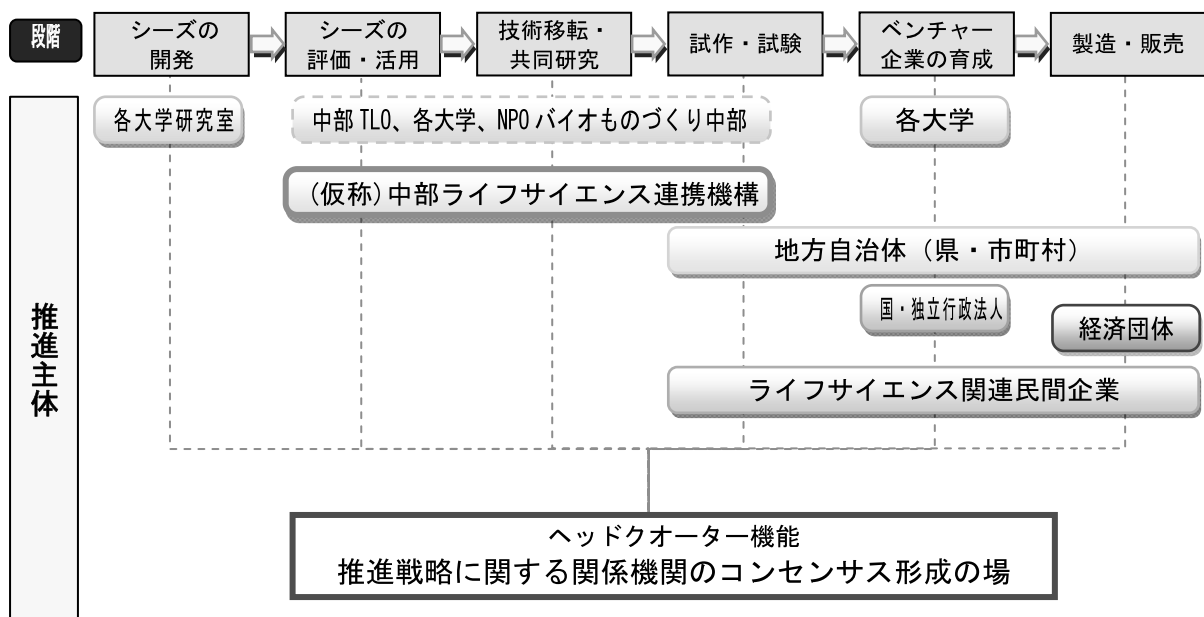 段階
シーズの
開発
シーズの
評価・活用
技術移転・
共同研究
試作・試験
ベンチャー
企業の育成
製造・販売
推進主体
各大学研究室
中部 TLO、各大学、NPO バイオものづくり中部
各大学
(仮称)中部ライフサイエンス連携機構
地方自治体（県・市町村）
国・独立行政法人
経済団体
ライフサイエンス関連民間企業
ヘッドクオーター機能
推進戦略に関する関係機関のコンセンサス形成の場